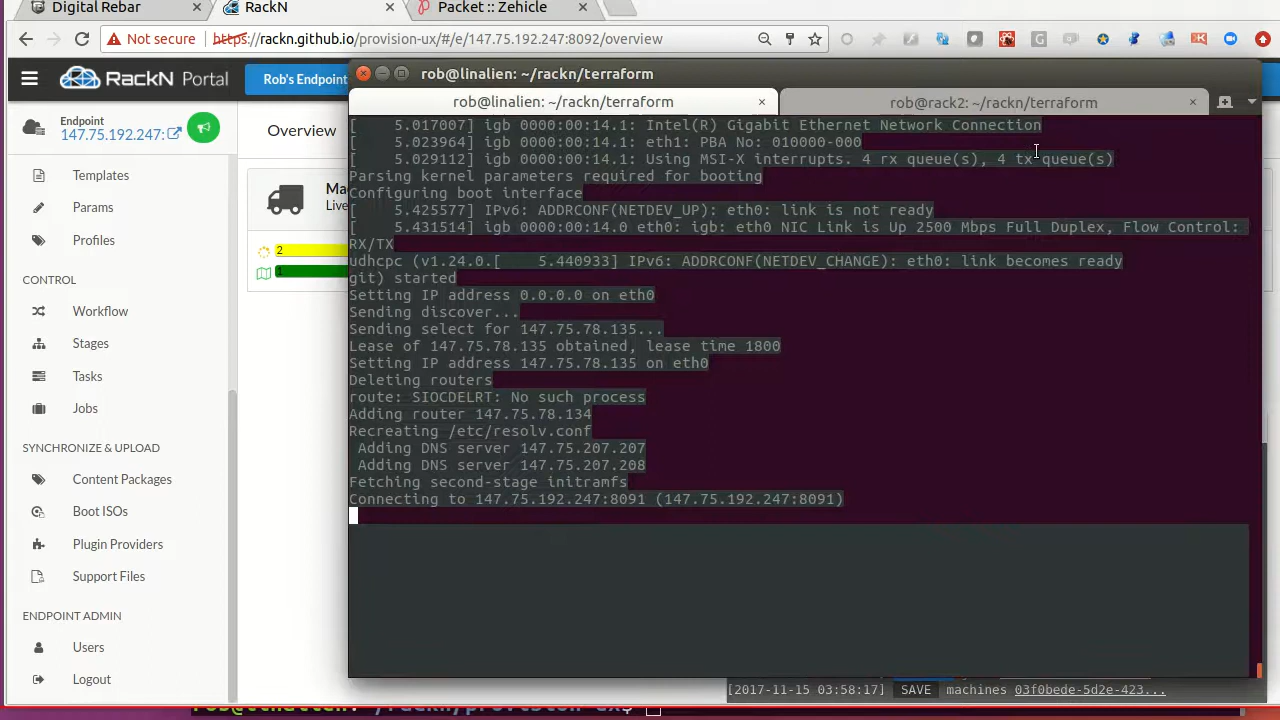 Digital Rebar
RackN
Packet :: Zehicle
Not secure
https://rackn.github.io/provision-ux/#/e/147.75.192.247:8092/overview
RackN Portal
Rob's Endpoint
rob@linalien: ~/rackn/terraform
rob@linalien: ~/rackn/terraform
rob@rack2: ~/rackn/terraform
Endpoint
147.75.192.247:
Templates
Params
Profiles
CONTROL
Workflow
Stages
Tasks
Jobs
SYNCHRONIZE & UPLOAD
Content Packages
Boot ISOs
Plugin Providers
Support Files
ENDPOINT ADMIN
Users
Logout
Overview
Ma
Live
2
1
[    5.017007] igb 0000:00:14.1: Intel(R) Gigabit Ethernet Network Connection
[    5.023964] igb 0000:00:14.1: eth1: PBA No: 010000-000
[    5.029112] igb 0000:00:14.1: Using MSI-X interrupts. 4 rx queue(s), 4 tx queue(s)
Parsing kernel parameters required for booting
Configuring boot interface
[    5.425577] IPv6: ADDRCONF(NETDEV_UP): eth0: link is not ready
[    5.431514] igb 0000:00:14.0 eth0: igb: eth0 NIC Link is Up 2500 Mbps Full Duplex, Flow Control:
RX/TX
udhcpc (v1.24.0.[    5.440933] IPv6: ADDRCONF(NETDEV_CHANGE): eth0: link becomes ready
git) started
Setting IP address 0.0.0.0 on eth0
Sending discover...
Sending select for 147.75.78.135...
Lease of 147.75.78.135 obtained, lease time 1800
Setting IP address 147.75.78.135 on eth0
Deleting routers
route: SIOCDELRT: No such process
Adding router 147.75.78.134
Recreating /etc/resolv.conf
Adding DNS server 147.75.207.207
Adding DNS server 147.75.207.208
Fetching second-stage initramfs
Connecting to 147.75.192.247:8091 (147.75.192.247:8091)
[2017-11-15 03:58:17] SAVE machines 03f0bede-5d2e-423...